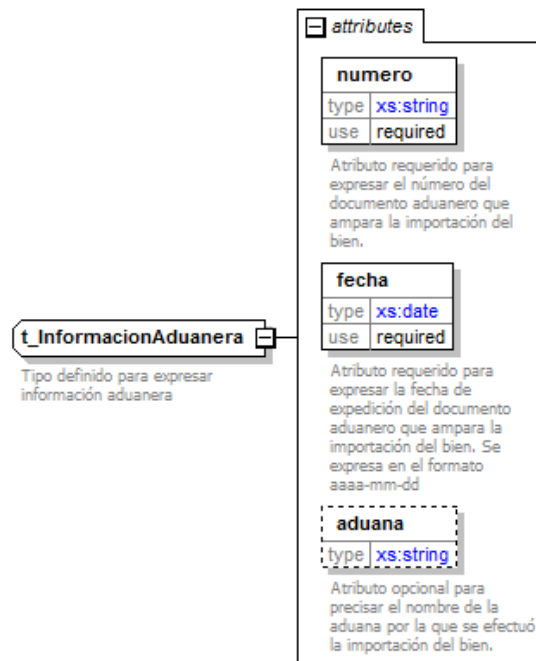 attributes
numero
type xs:string
use required
Atributo requerido para
expresar el número del
documento aduanero que
ampara la importación del
bien.
fecha
type xs:date
use required
Atributo requerido para
expresar la fecha de
expedición del documento
aduanero que ampara la
importación del bien. Se
expresa en el formato
aaaa-mm-dd
t_InformacionAduanera
Tipo definido para expresar
información aduanera
aduana
type xs:string
Atributo opcional para
precisar el nombre de la
aduana por la que se efectuó
la importación del bien.